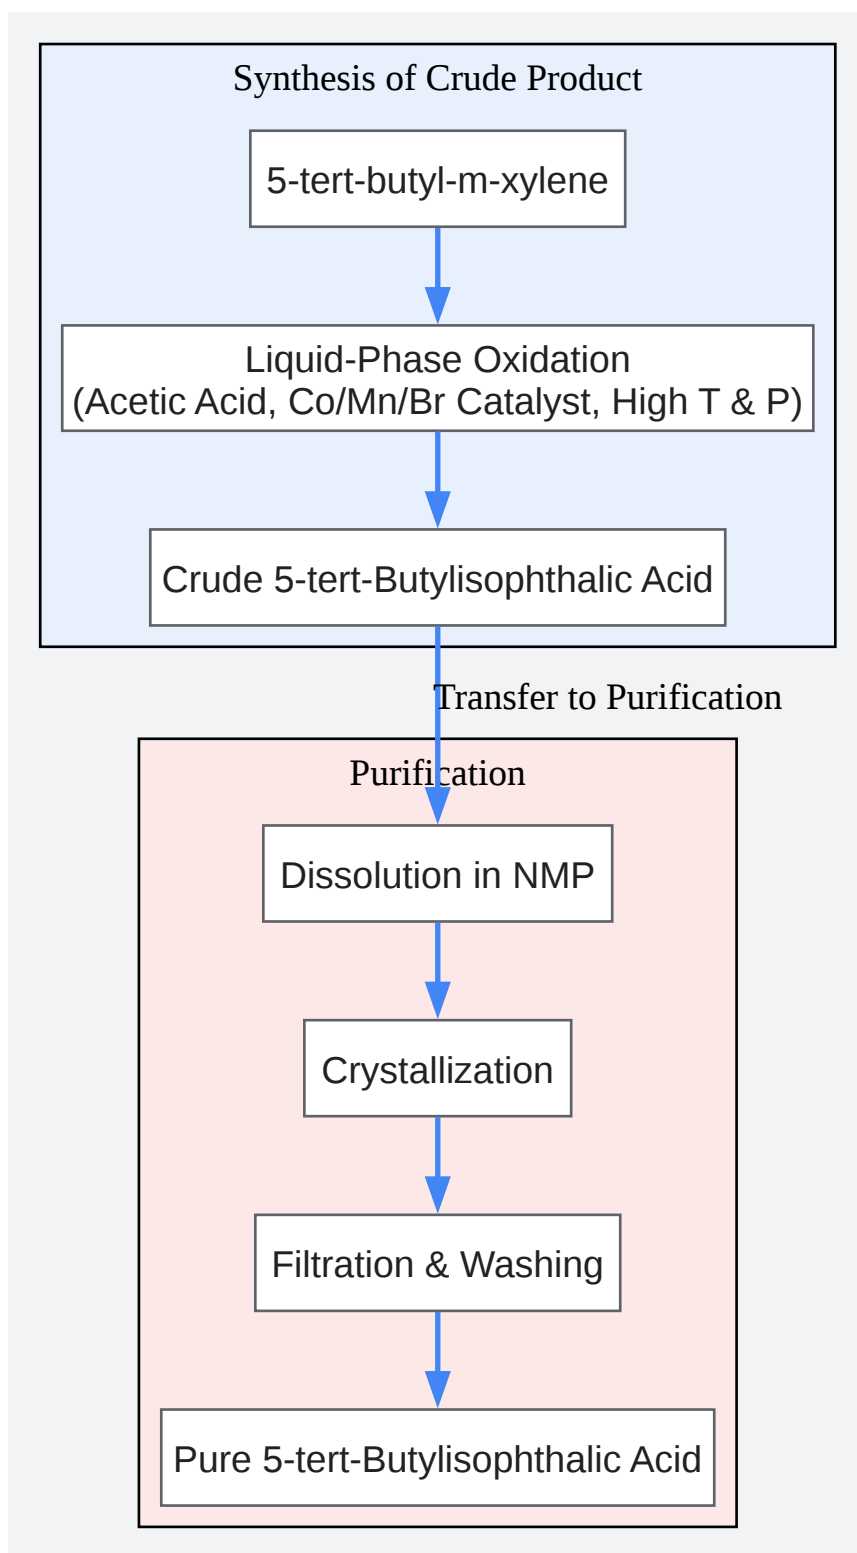 Synthesis of Crude Product
5-tert-butyl-m-xylene
Liquid-Phase Oxidation
(Acetic Acid, Co/Mn/Br Catalyst, High T & P)
Crude 5-tert-Butylisophthalic Acid
Transfer to Purification
Purification
Dissolution in NMP
Crystallization
Filtration & Washing
Pure 5-tert-Butylisophthalic Acid